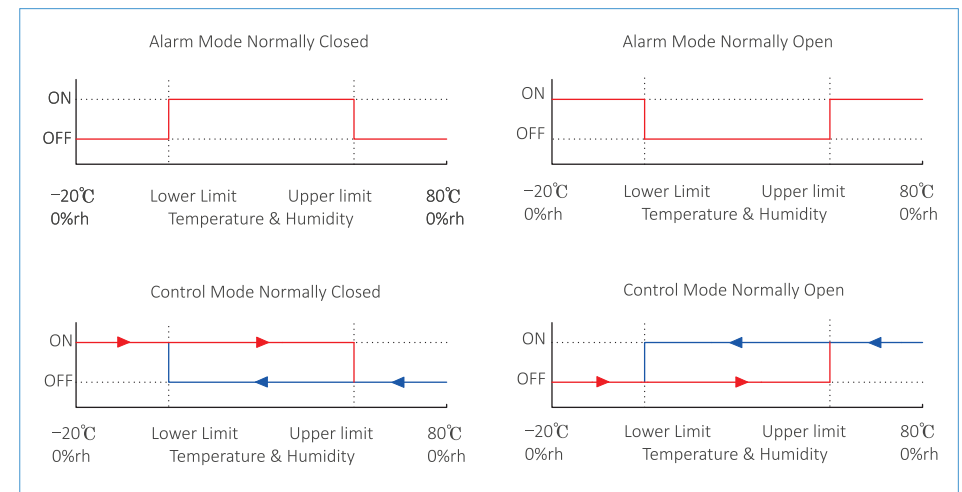 Alarm Mode Normally Closed
ON
OFF
−20℃ Lower Limit Upper limit 80℃
0%rh Temperature & Humidity 0%rh
Alarm Mode Normally Open
ON
OFF
−20℃ Lower Limit Upper limit 80℃
0%rh Temperature & Humidity 0%rh
Control Mode Normally Closed
ON
OFF
−20℃ Lower Limit Upper limit 80℃
0%rh Temperature & Humidity 0%rh
Control Mode Normally Open
ON
OFF
−20℃ Lower Limit Upper limit 80℃
0%rh Temperature & Humidity 0%rh